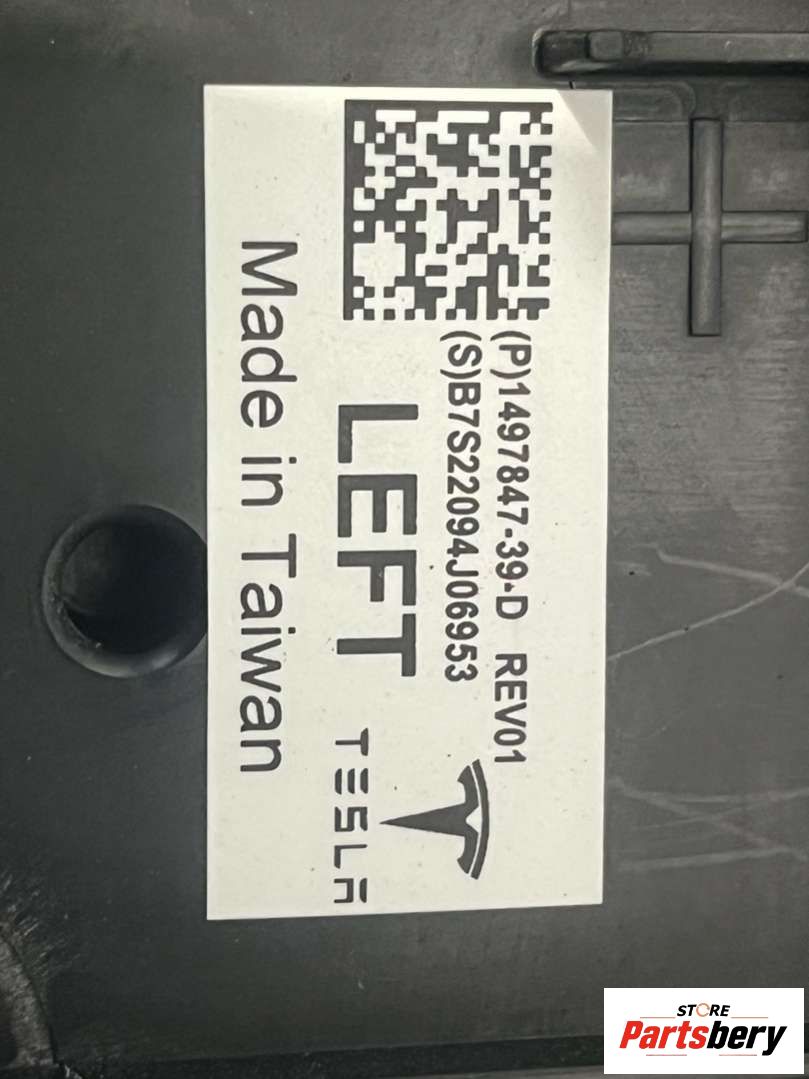 (P)1497847-39-D REV01
(S)B7S22094J06953
LEFT
TESLA
Made in Taiwan
STORE
Partsbery